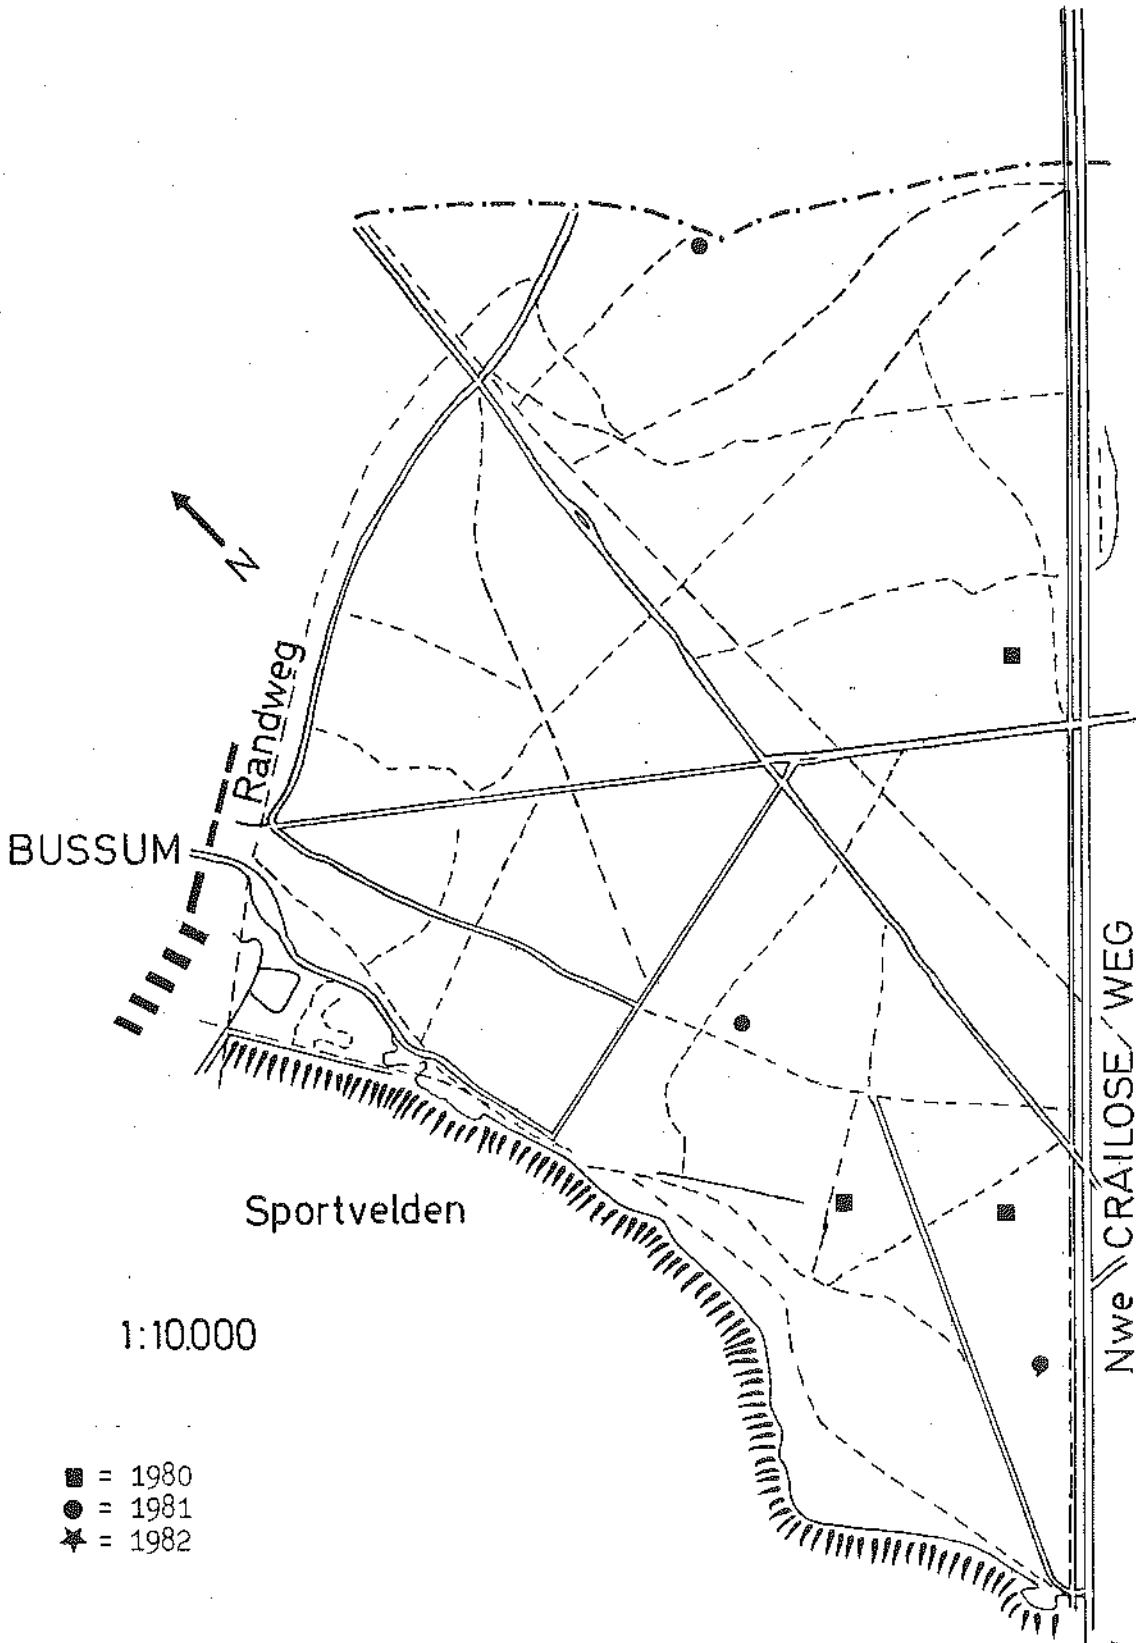 N
Randweg
BUSSUM
Nwe CRAILOSE WEG
Sportvelden
1:10.000
■ = 1980
● = 1981
★ = 1982